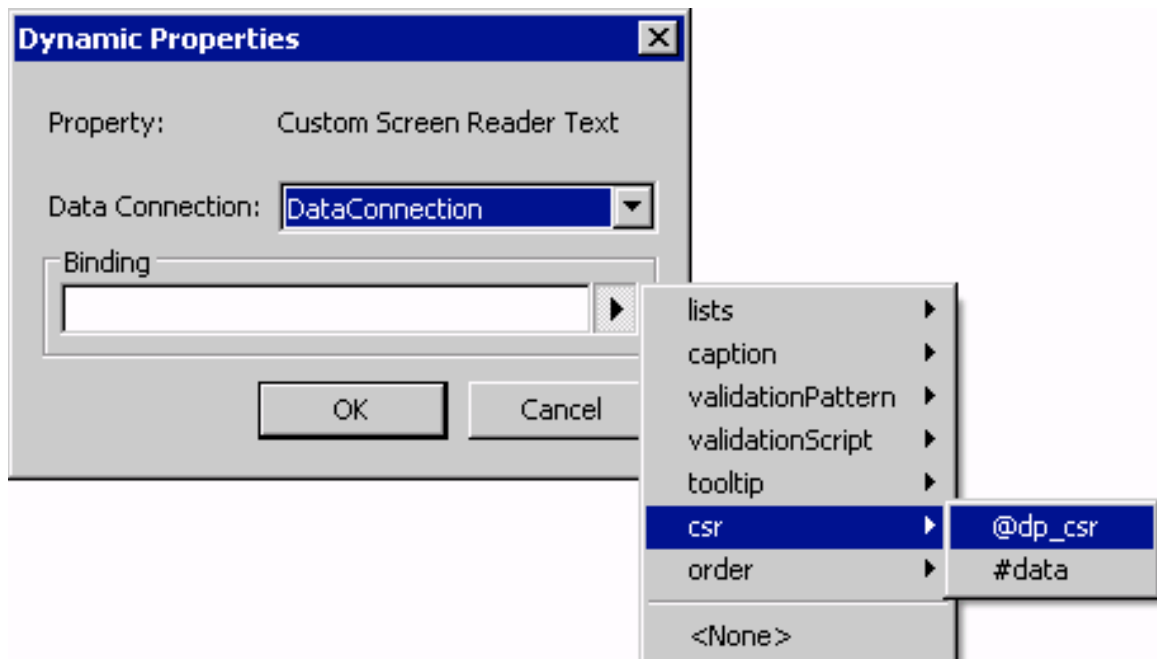 Dynamic Properties
Property: Custom Screen Reader Text
Data Connection: DataConnection
Binding
lists
caption
OK Cancel
validationPattern
validationScript
tooltip
csr @dp_csr
order #data
<None>